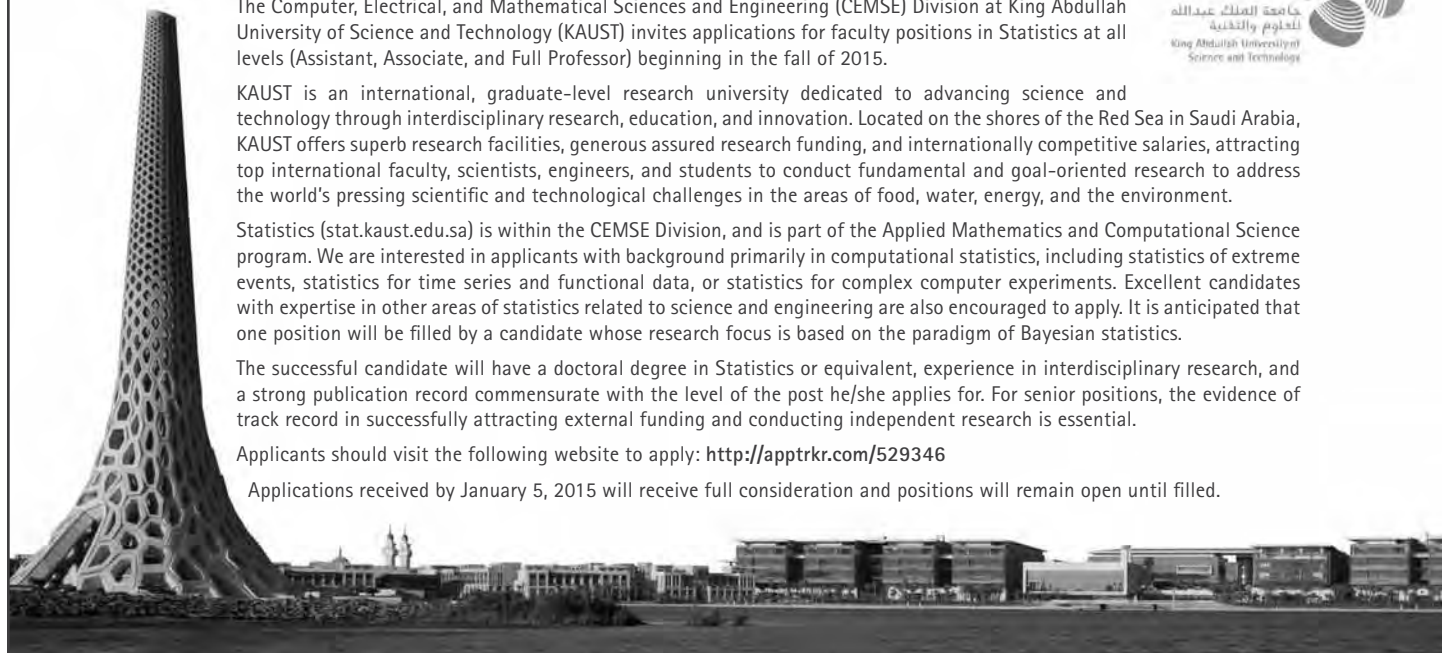 The Computer, Electrical, and Mathematical Sciences and Engineering (CEMSE) Division at King Abdullah
University of Science and Technology (KAUST) invites applications for faculty positions in Statistics at all
levels (Assistant, Associate, and Full Professor) beginning in the fall of 2015.
جامعة الملك عبدالله
للعلوم والتقنية
King Abdullah University of
Science and Technology
KAUST is an international, graduate-level research university dedicated to advancing science and
technology through interdisciplinary research, education, and innovation. Located on the shores of the Red Sea in Saudi Arabia,
KAUST offers superb research facilities, generous assured research funding, and internationally competitive salaries, attracting
top international faculty, scientists, engineers, and students to conduct fundamental and goal-oriented research to address
the world's pressing scientific and technological challenges in the areas of food, water, energy, and the environment.
Statistics (stat.kaust.edu.sa) is within the CEMSE Division, and is part of the Applied Mathematics and Computational Science
program. We are interested in applicants with background primarily in computational statistics, including statistics of extreme
events, statistics for time series and functional data, or statistics for complex computer experiments. Excellent candidates
with expertise in other areas of statistics related to science and engineering are also encouraged to apply. It is anticipated that
one position will be filled by a candidate whose research focus is based on the paradigm of Bayesian statistics.
The successful candidate will have a doctoral degree in Statistics or equivalent, experience in interdisciplinary research, and
a strong publication record commensurate with the level of the post he/she applies for. For senior positions, the evidence of
track record in successfully attracting external funding and conducting independent research is essential.
Applicants should visit the following website to apply: http://apptrkr.com/529346
Applications received by January 5, 2015 will receive full consideration and positions will remain open until filled.